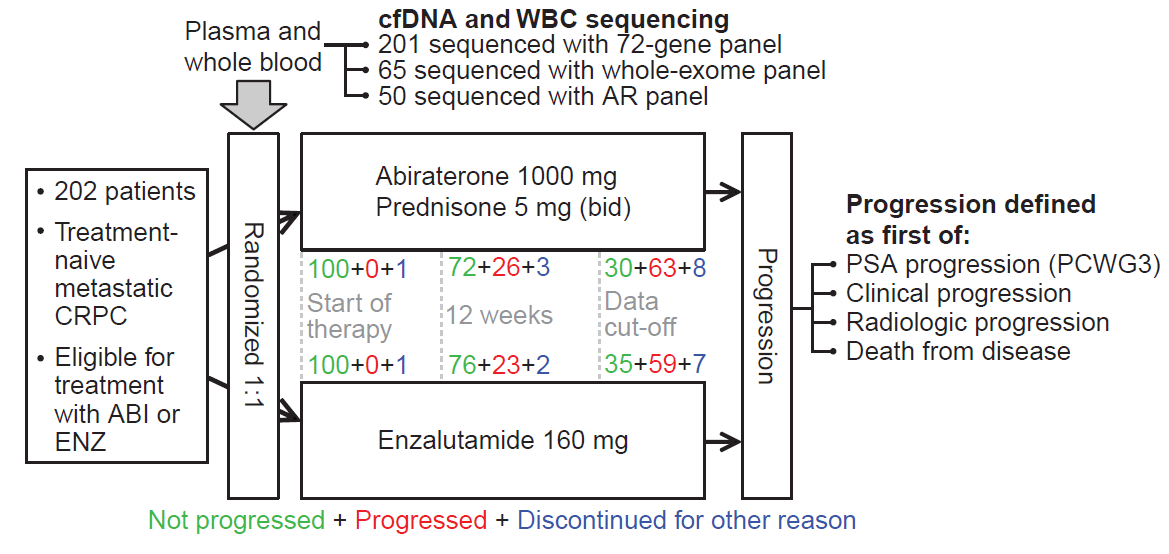 Plasma and
whole blood
cfDNA and WBC sequencing
201 sequenced with 72-gene panel
65 sequenced with whole-exome panel
50 sequenced with AR panel
• 202 patients
• Treatment-
naive
metastatic
CRPC
• Eligible for
treatment
with ABI or
ENZ
Randomized 1:1
Abiraterone 1000 mg
Prednisone 5 mg (bid)
100+0+1 72+26+3 30+63+8
Start of
therapy
12 weeks
Data
cut-off
100+0+1 76+23+2 35+59+7
Enzalutamide 160 mg
Progression
Progression defined
as first of:
PSA progression (PCWG3)
Clinical progression
Radiologic progression
Death from disease
Not progressed + Progressed + Discontinued for other reason